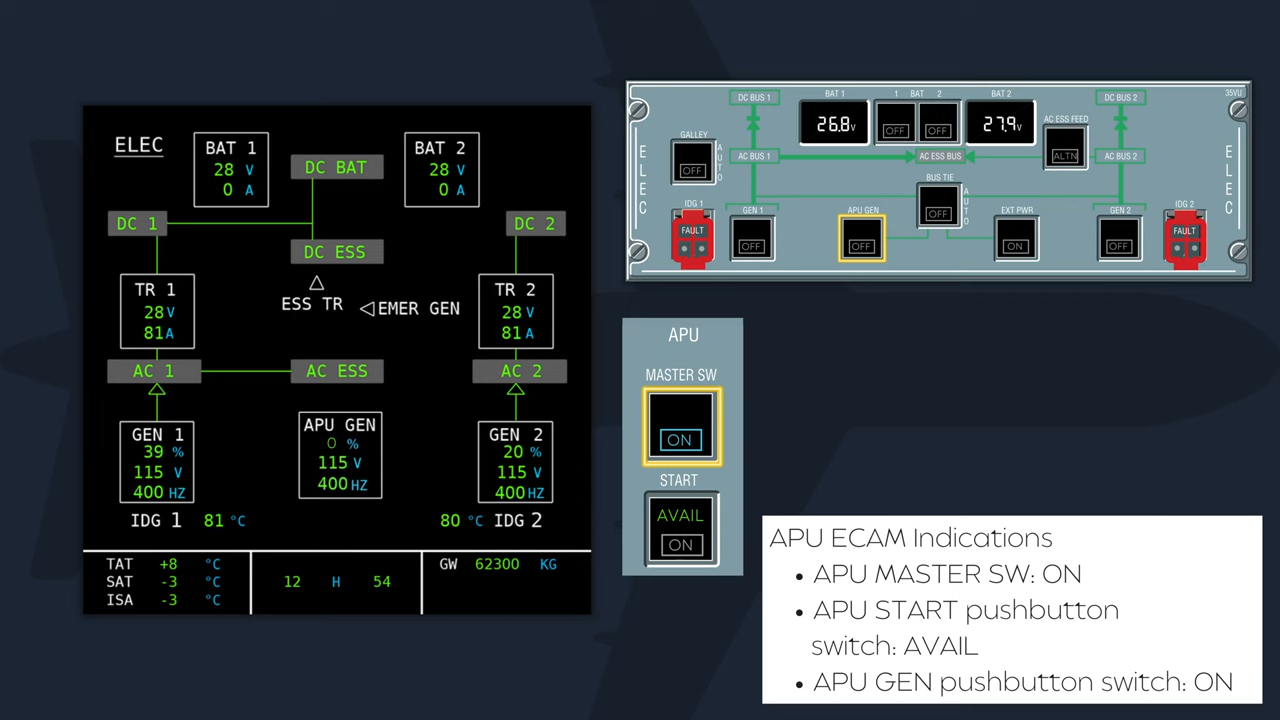 ELEC
BAT 1
28 V
0 A
DC BAT
BAT 2
28 V
0 A
DC 1
DC 2
DC ESS
TR 1
28 V
81 A
ESS TR
EMER GEN
TR 2
28 V
81 A
AC 1
AC ESS
AC 2
GEN 1
39 %
115 V
400 HZ
APU GEN
0 %
115 V
400 HZ
GEN 2
20 %
115 V
400 HZ
IDG 1 81 °C
80 °C IDG 2
TAT +8 °C
SAT -3 °C
ISA -3 °C
12 H 54
GW 62300 KG
35VU
ELEC
ELEC
DC BUS 1
BAT 1
1 BAT 2
BAT 2
DC BUS 2
26.8V
OFF
OFF
27.9V
GALLEY
OFF
AUTO
AC ESS FEED
ALTN
AC BUS 1
AC ESS BUS
AC BUS 2
BUS TIE
OFF
AUTO
IDG 1
FAULT
GEN 1
OFF
APU GEN
OFF
EXT PWR
ON
GEN 2
OFF
IDG 2
FAULT
APU
MASTER SW
ON
START
AVAIL
ON
APU ECAM Indications
• APU MASTER SW: ON
• APU START pushbutton
switch: AVAIL
• APU GEN pushbutton switch: ON